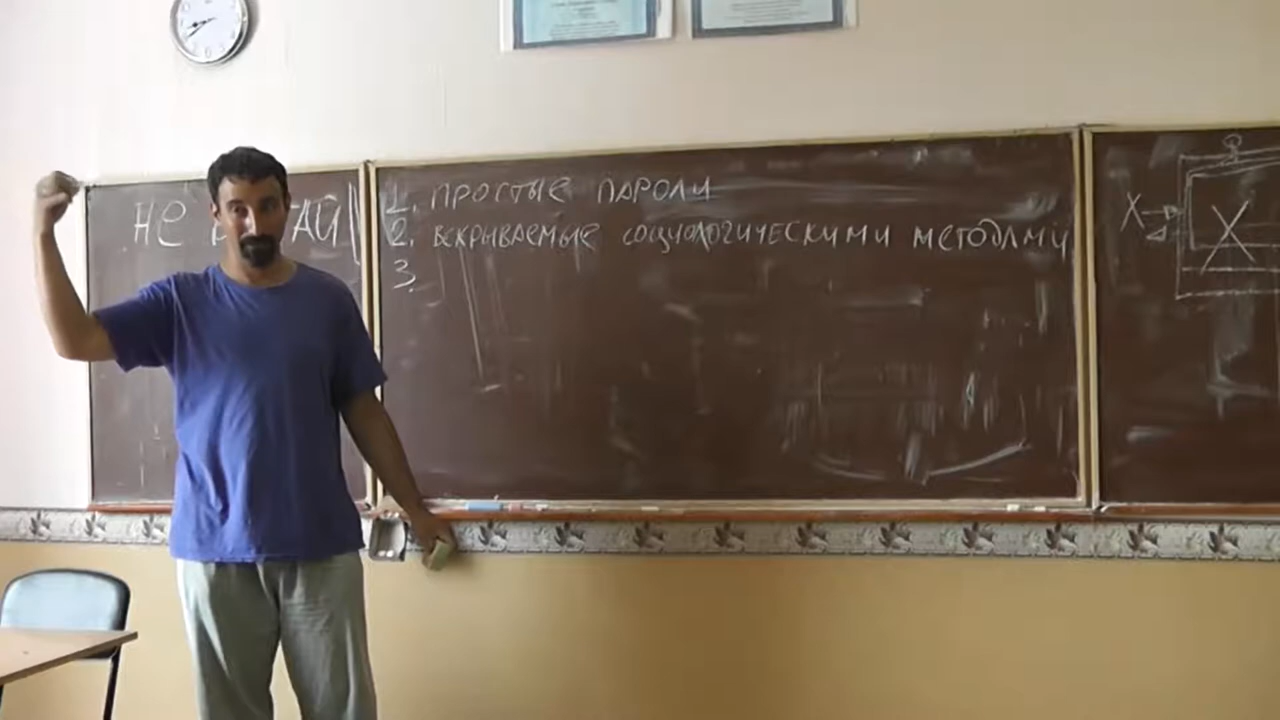 НЕ
1. ПРОСТЫЕ ПАРОЛИ
2. ВСКРЫВАЕМЫЕ СОЦИОЛОГИЧЕСКИМИ МЕТОДАМИ
3.
X
X